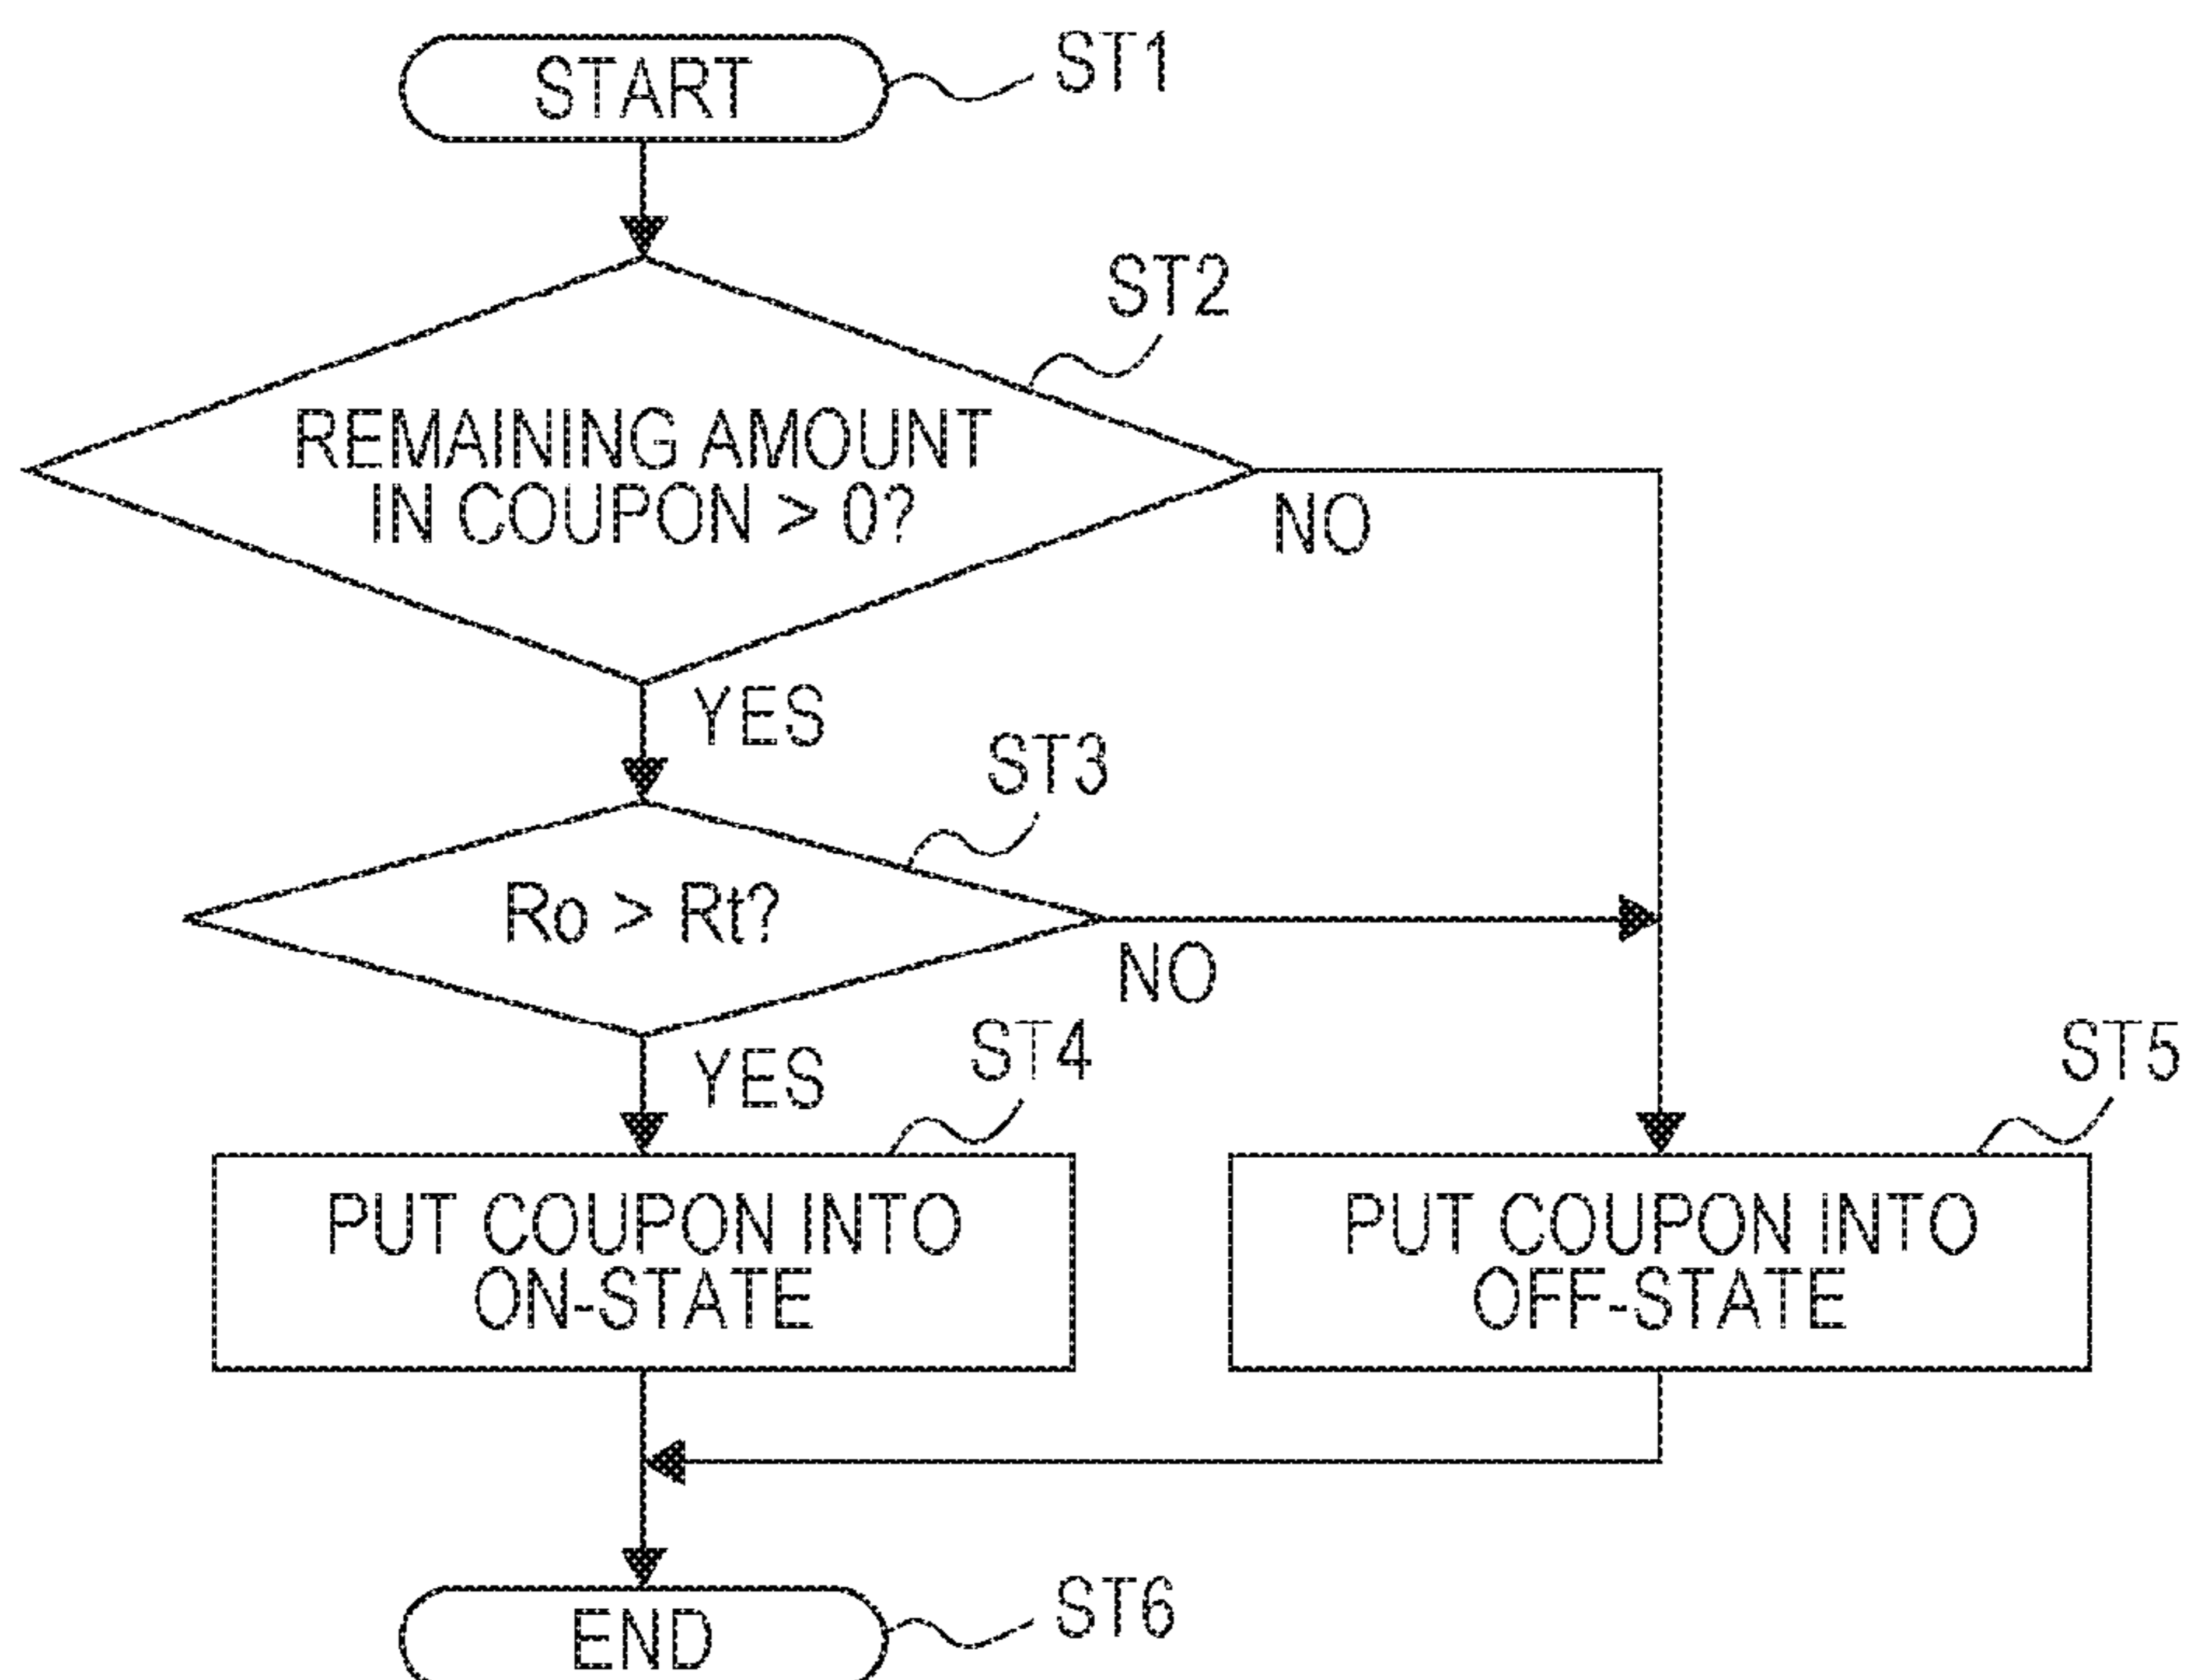 START
ST1
ST2
REMAINING AMOUNT
IN COUPON > 0?
NO
YES
ST3
Ro > Rt?
NO
YES
ST4
ST5
PUT COUPON INTO
ON-STATE
PUT COUPON INTO
OFF-STATE
END
ST6